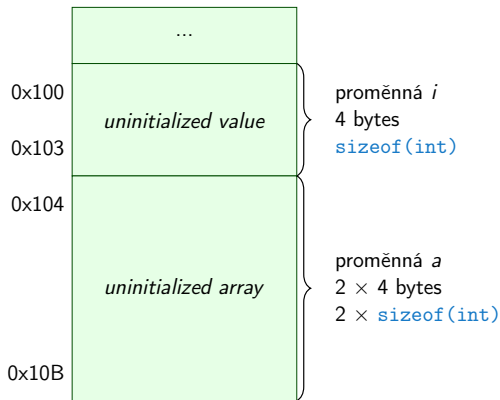 ...
0x100
uninitialized value
0x103
proměnná i
4 bytes
sizeof(int)
0x104
uninitialized array
0x10B
proměnná a
2 × 4 bytes
2 × sizeof(int)